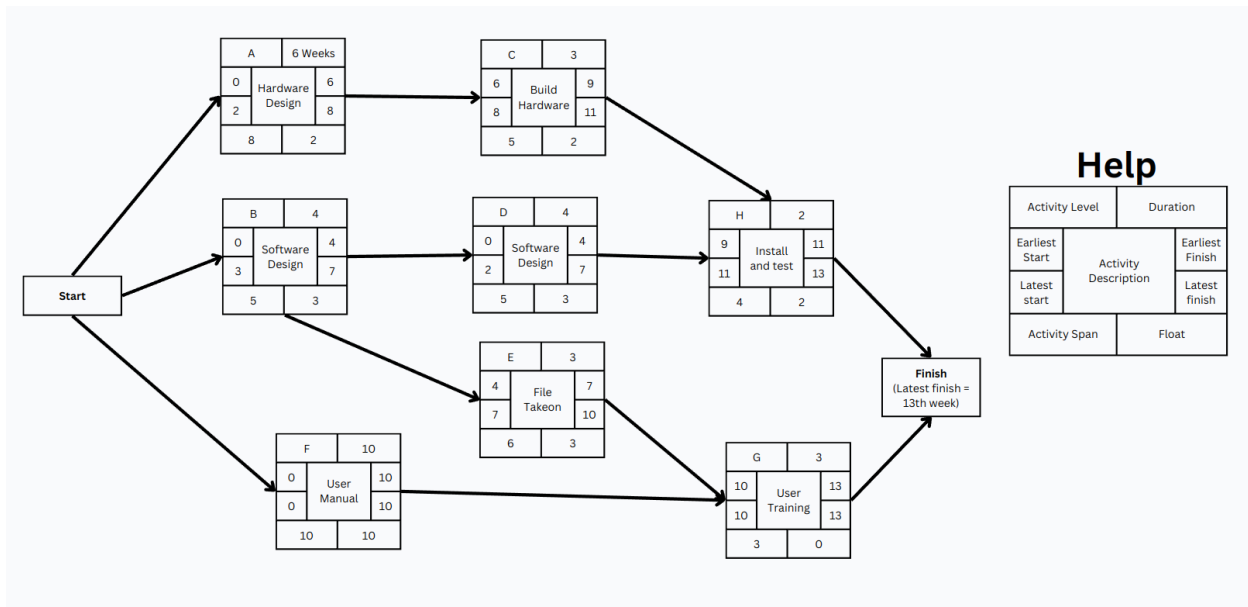 A
6 Weeks
0
Hardware
Design
6
2
8
8
2
C
3
6
Build
Hardware
9
8
11
5
2
B
4
0
Software
Design
4
3
7
5
3
D
4
0
Software
Design
4
2
7
5
3
H
2
9
Install
and test
11
11
13
4
2
Start
E
3
4
File
Takeon
7
7
10
6
3
F
10
0
User
Manual
10
0
10
10
10
G
3
10
User
Training
13
10
13
3
0
Finish
(Latest finish =
13th week)
Help
Activity Level
Duration
Earliest
Start
Activity
Description
Earliest
Finish
Latest
start
Latest
finish
Activity Span
Float